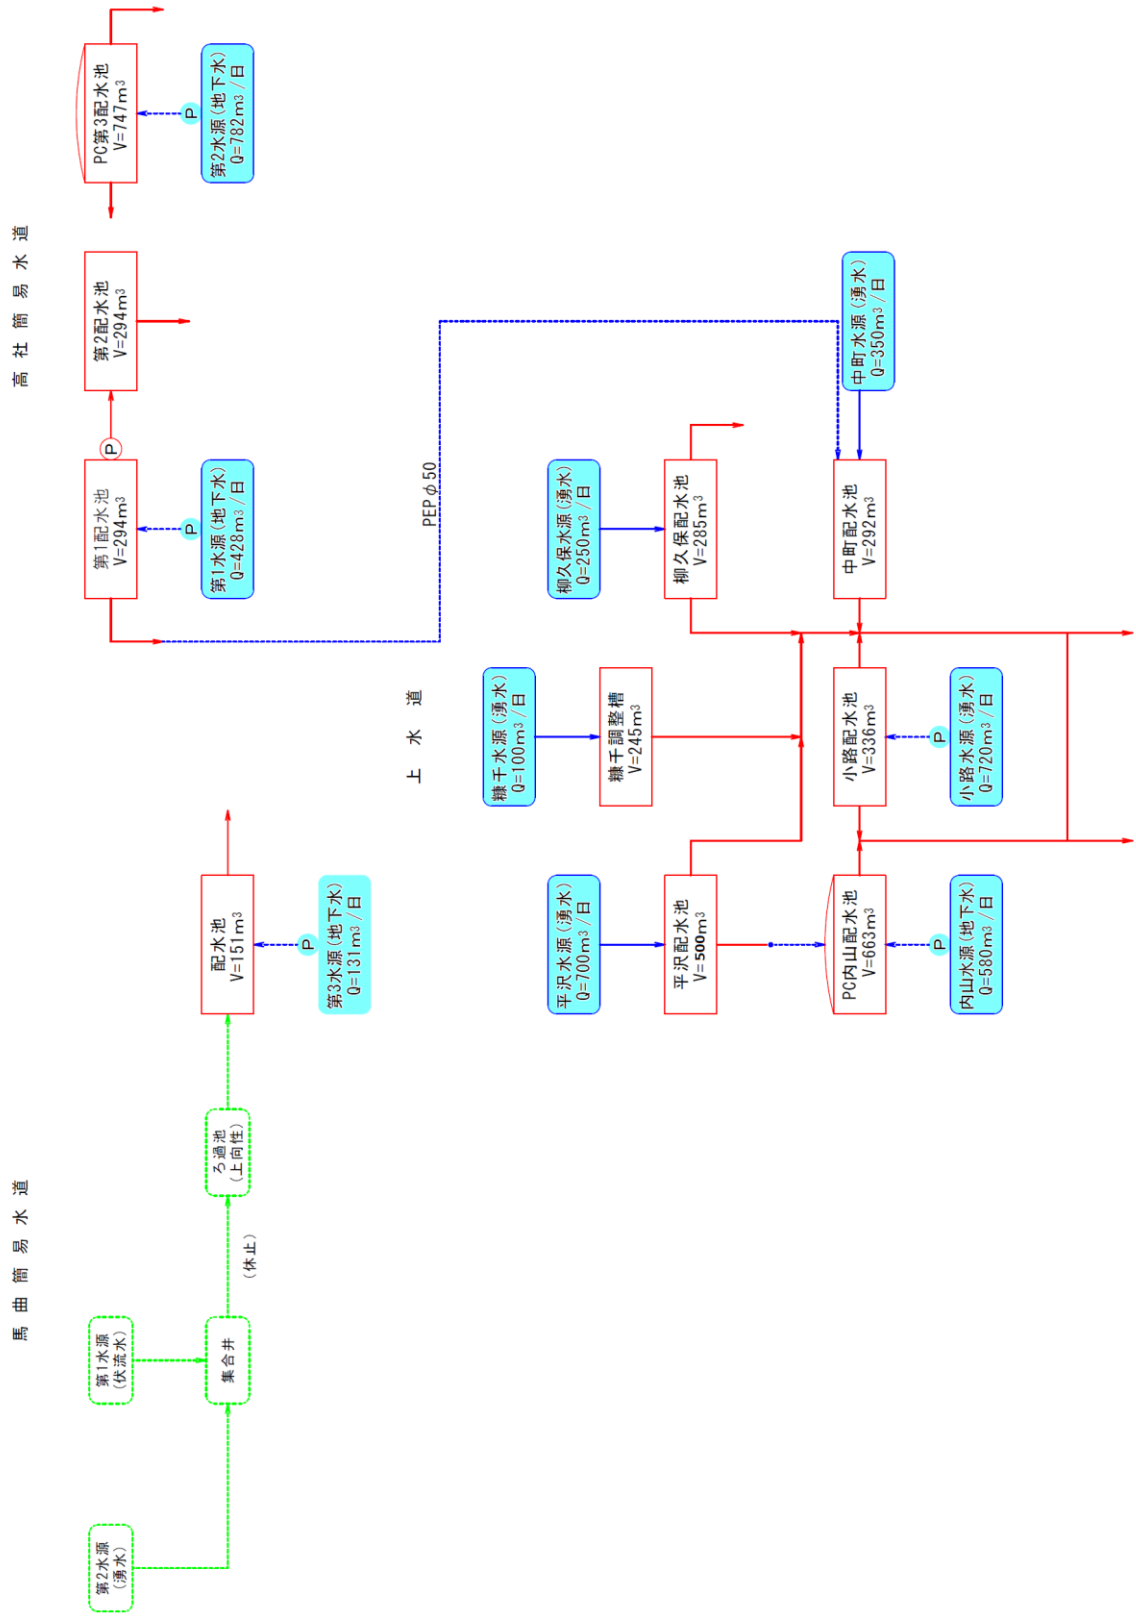 馬曲簡易水道
第2水源
(湧水)
第1水源
(伏流水)
集合井
(休止)
ろ過池
(上向性)
配水池
V=151m³
P
第3水源(地下水)
Q=131m³/日
高社簡易水道
第1配水池
V=294m³
P
P
第1水源(地下水)
Q=428m³/日
第2配水池
V=294m³
PC第3配水池
V=747m³
P
第2水源(地下水)
Q=782m³/日
PEPφ50
上水道
平沢水源(湧水)
Q=700m³/日
平沢配水池
V=500m³
PC内山配水池
V=663m³
P
内山水源(地下水)
Q=580m³/日
糠千水源(湧水)
Q=100m³/日
糠千調整槽
V=245m³
小路配水池
V=336m³
P
小路水源(湧水)
Q=720m³/日
柳久保水源(湧水)
Q=250m³/日
柳久保配水池
V=285m³
中町配水池
V=292m³
中町水源(湧水)
Q=350m³/日